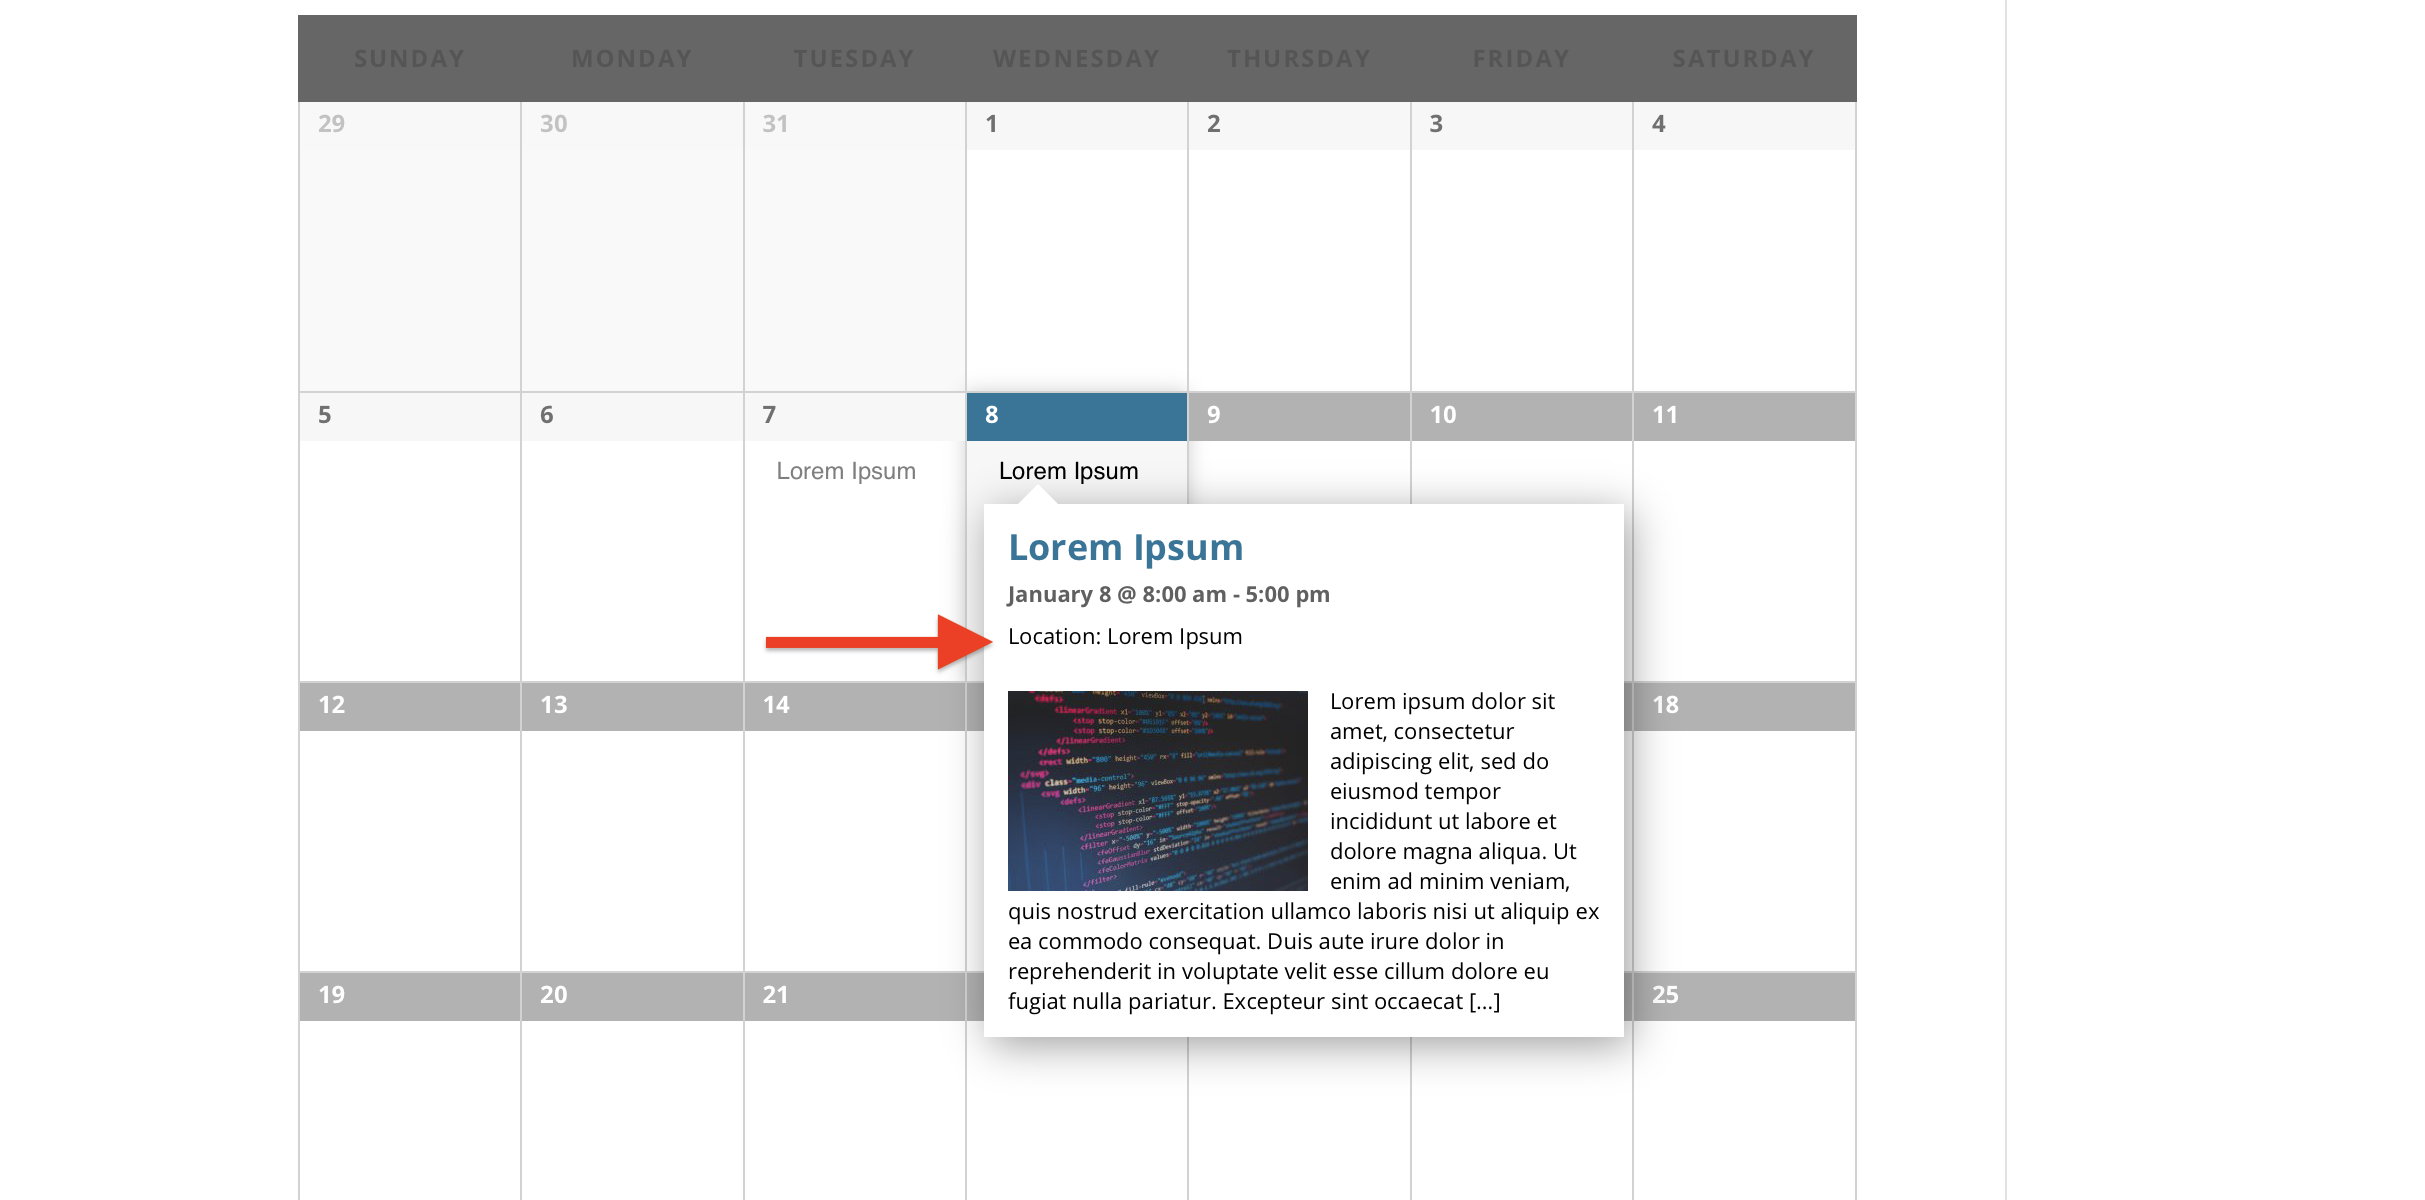 SUNDAY MONDAY TUESDAY WEDNESDAY THURSDAY FRIDAY SATURDAY
29 30 31 1 2 3 4
5 6 7 8 9 10 11
Lorem Ipsum Lorem Ipsum
Lorem Ipsum
January 8 @ 8:00 am - 5:00 pm
Location: Lorem Ipsum
12 13 14 18
Lorem ipsum dolor sit
amet, consectetur
adipiscing elit, sed do
eiusmod tempor
incididunt ut labore et
dolore magna aliqua. Ut
enim ad minim veniam,
quis nostrud exercitation ullamco laboris nisi ut aliquip ex
ea commodo consequat. Duis aute irure dolor in
reprehenderit in voluptate velit esse cillum dolore eu
fugiat nulla pariatur. Excepteur sint occaecat [...]
19 20 21 25